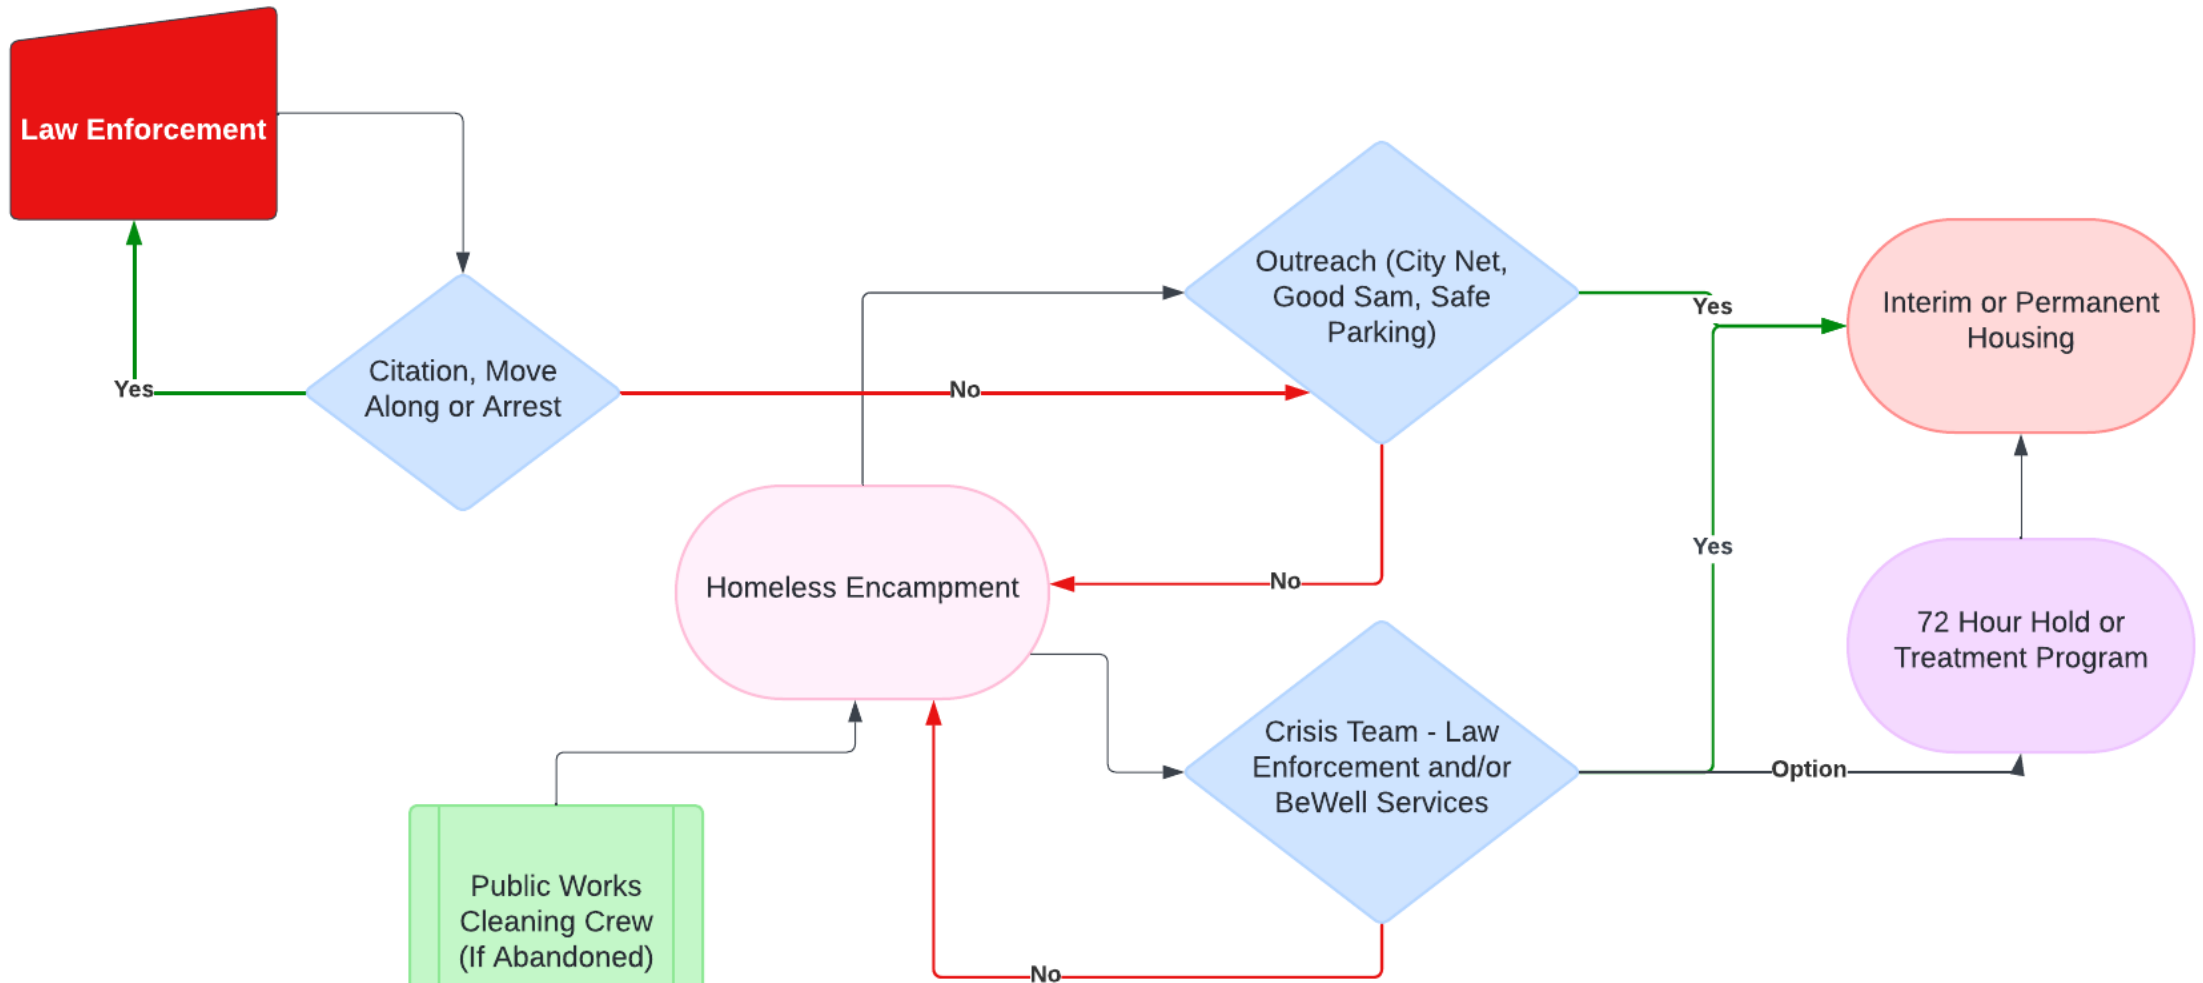 Law Enforcement
Citation, Move
Along or Arrest
Yes
No
Outreach (City Net,
Good Sam, Safe
Parking)
Yes
Interim or Permanent
Housing
Homeless Encampment
No
Yes
72 Hour Hold or
Treatment Program
Crisis Team - Law
Enforcement and/or
BeWell Services
Option
No
Public Works
Cleaning Crew
(If Abandoned)